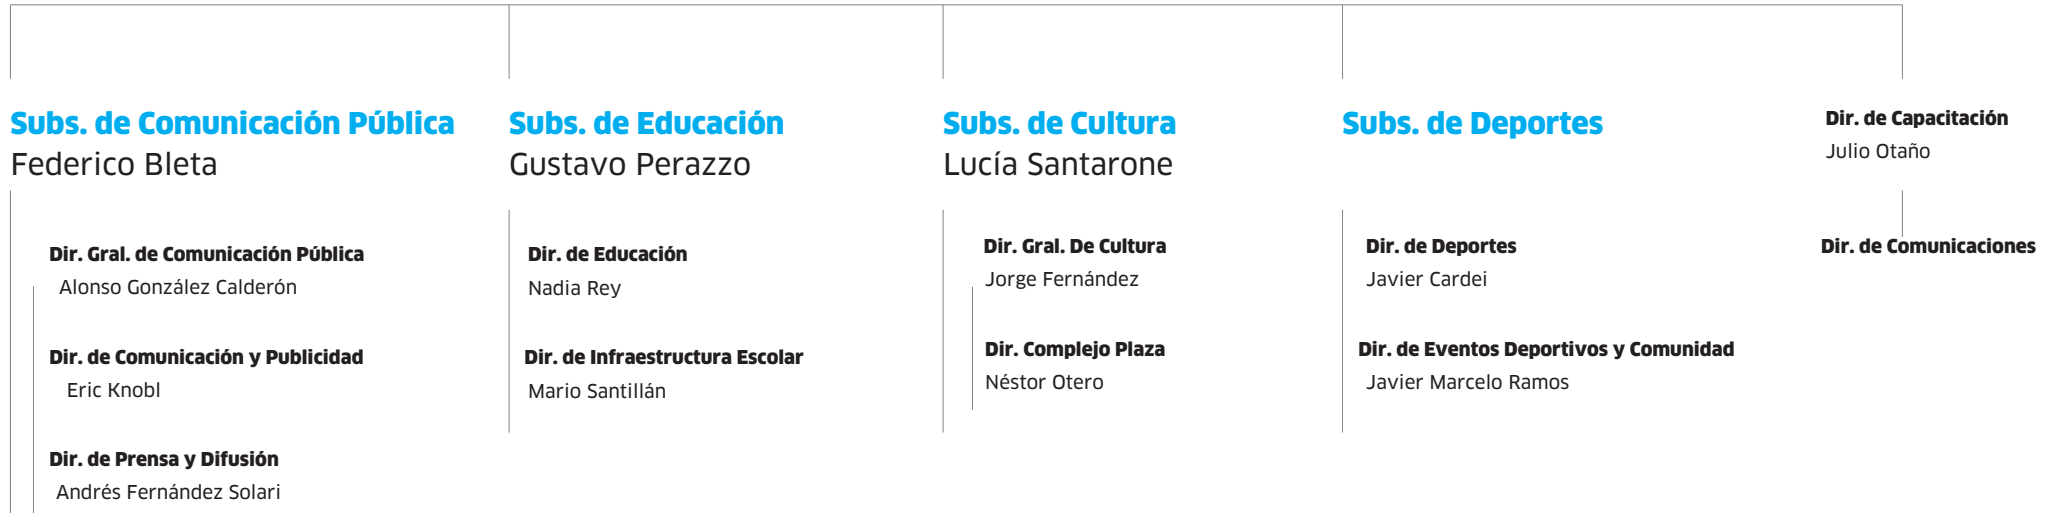 Subs. de Comunicación Pública
Federico Bleta
Dir. Gral. de Comunicación Pública
Alonso González Calderón
Dir. de Comunicación y Publicidad
Eric Knobl
Dir. de Prensa y Difusión
Andrés Fernández Solari
Subs. de Educación
Gustavo Perazzo
Dir. de Educación
Nadia Rey
Dir. de Infraestructura Escolar
Mario Santillán
Subs. de Cultura
Lucía Santarone
Dir. Gral. De Cultura
Jorge Fernández
Dir. Complejo Plaza
Néstor Otero
Subs. de Deportes
Dir. de Deportes
Javier Cardei
Dir. de Eventos Deportivos y Comunidad
Javier Marcelo Ramos
Dir. de Capacitación
Julio Otaño
Dir. de Comunicaciones